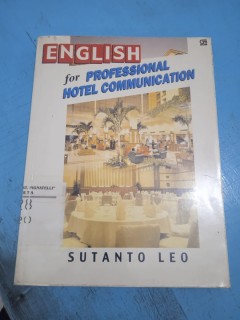 ENGLISH
for PROFESSIONAL
HOTEL COMMUNICATION
SUTANTO LEO